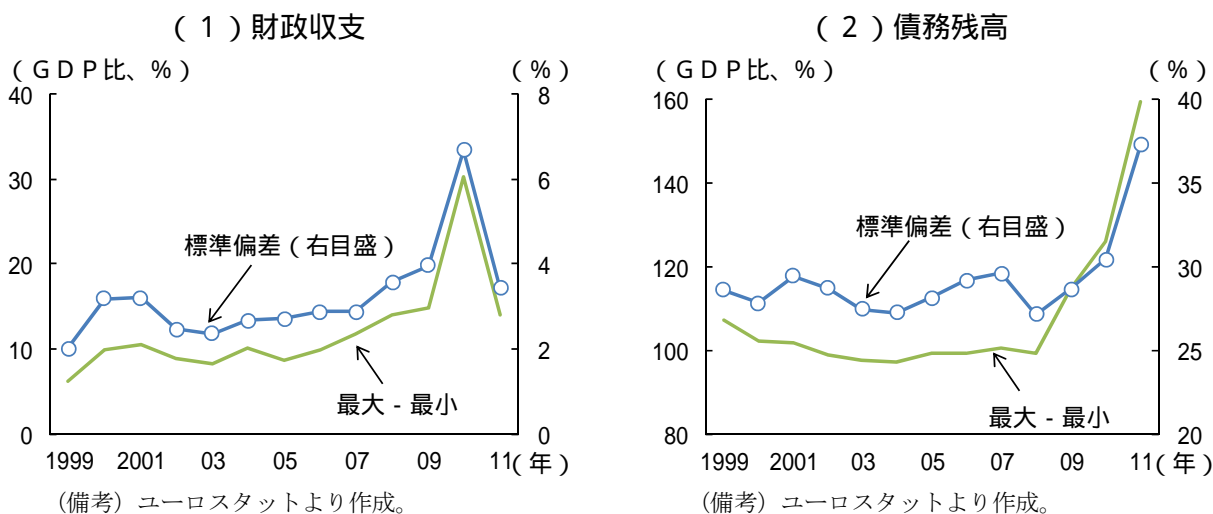 (1)財政収支
(GDP比、%)
(%)
40
30
20
10
0
8
6
4
2
0
標準偏差(右目盛)
最大-最小
1999 2001 03 05 07 09 11(年)
(備考)ユーロスタットより作成。
(2)債務残高
(GDP比、%)
(%)
160
140
120
100
80
40
35
30
25
20
標準偏差(右目盛)
最大-最小
1999 2001 03 05 07 09 11(年)
(備考)ユーロスタットより作成。